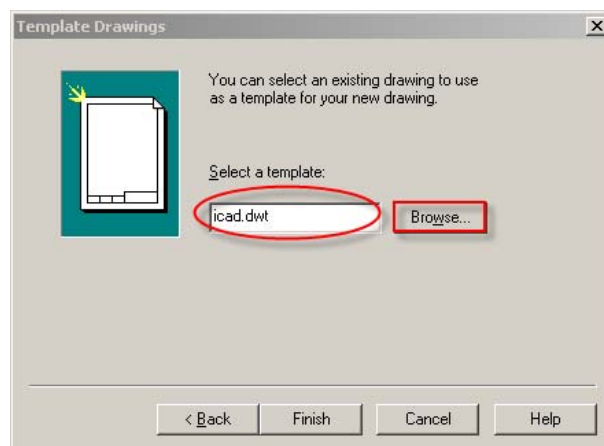 Template Drawings
You can select an existing drawing to use
as a template for your new drawing.
Select a template:
icad.dwt
Browse...
< Back
Finish
Cancel
Help